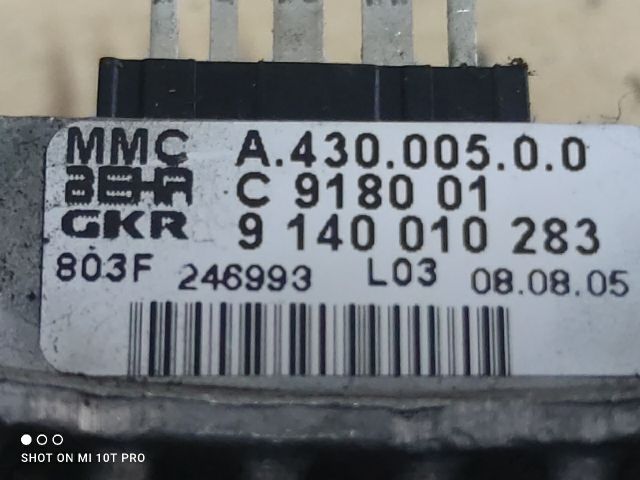 MMC A.430.005.0.0
BEHR C 9180 01
GKR 9 140 010 283
803F 246993 L03 08.08.05
SHOT ON MI 10T PRO